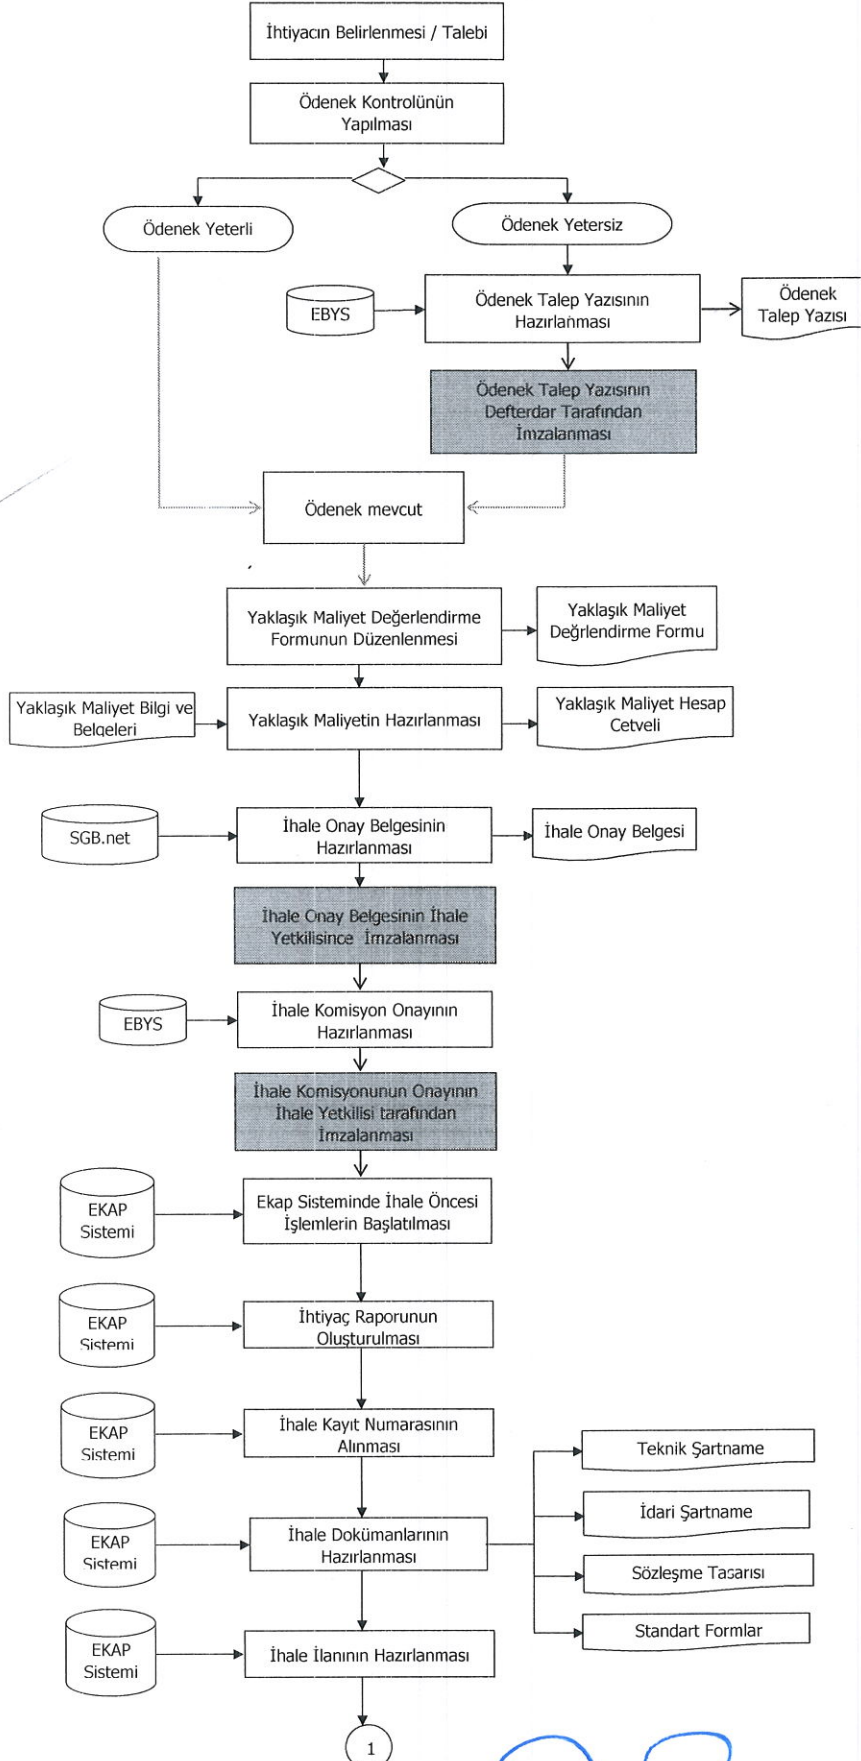 İhtiyacın Belirlenmesi / Talebi
Ödenek Kontrolünün
Yapılması
Ödenek Yeterli
Ödenek Yetersiz
EBYS
Ödenek Talep Yazısının
Hazırlanması
Ödenek
Talep Yazısı
Ödenek Talep Yazısının
Defterdar Tarafından
İmzalanması
Ödenek mevcut
Yaklaşık Maliyet Değerlendirme
Formunun Düzenlenmesi
Yaklaşık Maliyet
Değrlendirme Formu
Yaklaşık Maliyet Bilgi ve
Belgeleri
Yaklaşık Maliyetin Hazırlanması
Yaklaşık Maliyet Hesap
Cetveli
SGB.net
İhale Onay Belgesinin
Hazırlanması
İhale Onay Belgesi
İhale Onay Belgesinin İhale
Yetkilisince İmzalanması
EBYS
İhale Komisyon Onayının
Hazırlanması
İhale Komisyonunun Onayının
İhale Yetkilisi tarafından
İmzalanması
EKAP
Sistemi
Ekap Sisteminde İhale Öncesi
İşlemlerin Başlatılması
EKAP
Sistemi
İhtiyaç Raporunun
Oluşturulması
EKAP
Sistemi
İhale Kayıt Numarasının
Alınması
EKAP
Sistemi
İhale Dokümanlarının
Hazırlanması
Teknik Şartname
İdari Şartname
Sözleşme Tasarısı
Standart Formlar
EKAP
Sistemi
İhale İlanının Hazırlanması
1